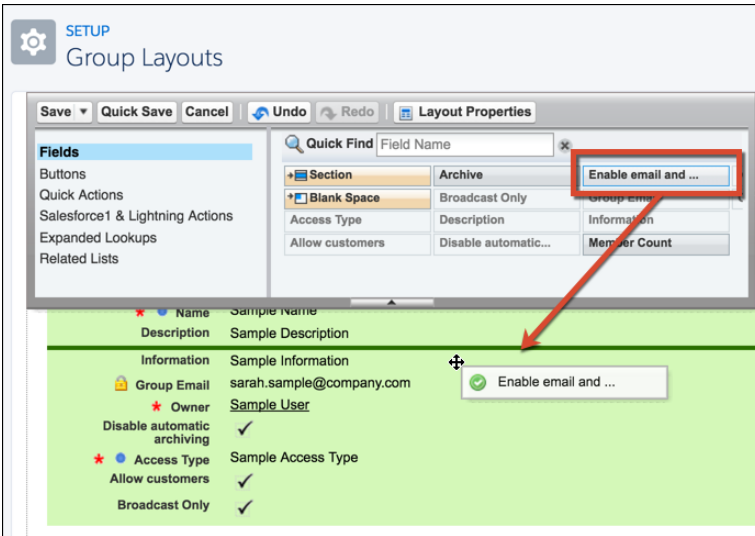 SETUP
Group Layouts
Save Quick Save Cancel Undo Redo Layout Properties
Fields
Buttons
Quick Actions
Salesforce1 & Lightning Actions
Expanded Lookups
Related Lists
Quick Find Field Name
Section Archive Enable email and ...
Blank Space Broadcast Only Group Email
Access Type Description Information
Allow customers Disable automatic... Member Count
* Name Sample Name
Description Sample Description
Information Sample Information
Group Email sarah.sample@company.com
* Owner Sample User
Disable automatic
archiving
* Access Type Sample Access Type
Allow customers
Broadcast Only
Enable email and ...